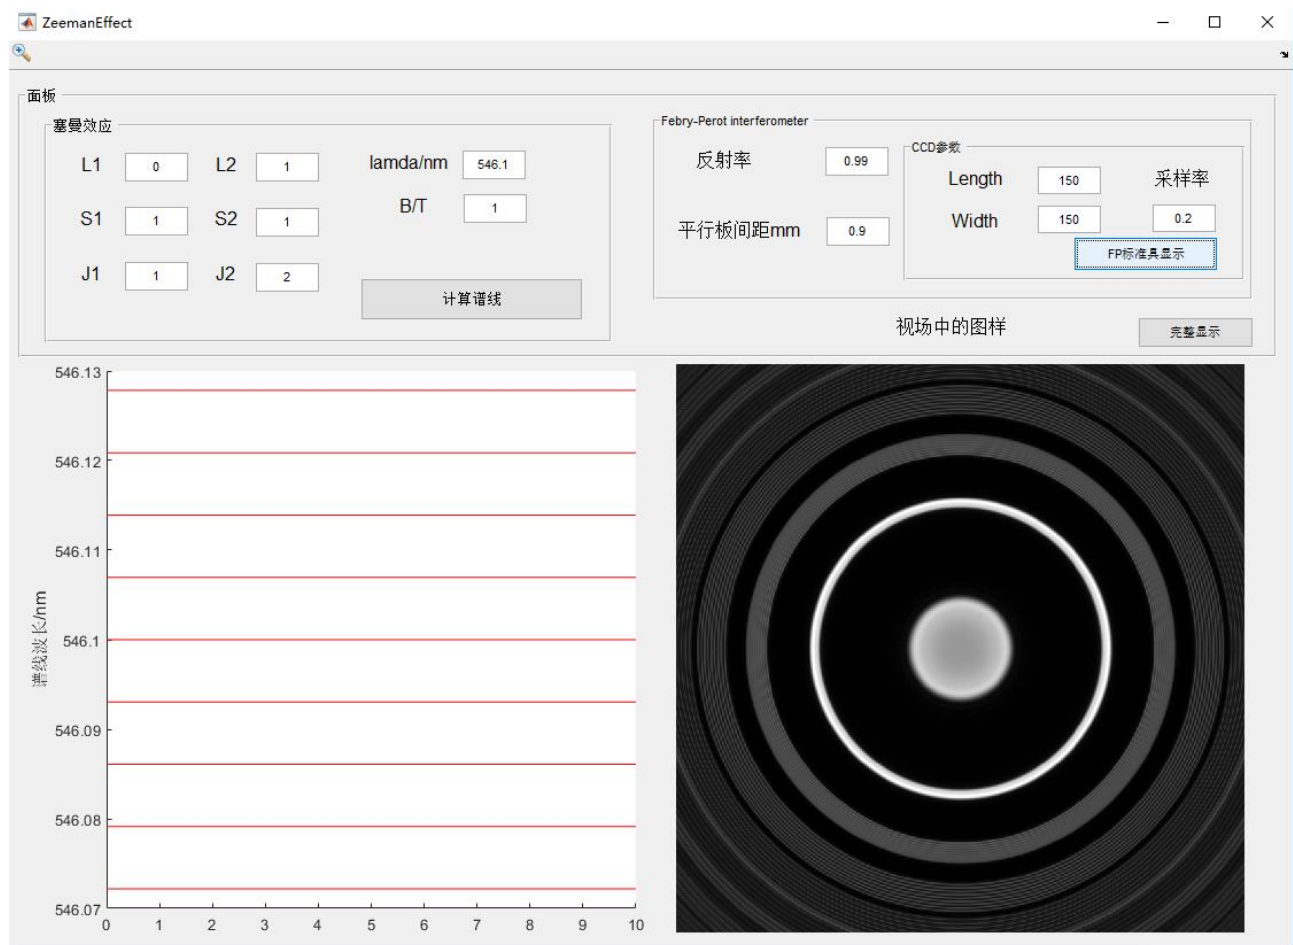 ZeemanEffect
面板
塞曼效应
L1 0 L2 1 lamda/nm 546.1
S1 1 S2 1 B/T 1
J1 1 J2 2
计算谱线
Febry-Perot interferometer
反射率 0.99
平行板间距mm 0.9
CCD参数
Length 150 采样率
Width 150 0.2
FP标准具显示
视场中的图样 完整显示
谱线波长/nm
546.13
546.12
546.11
546.1
546.09
546.08
546.07
0 1 2 3 4 5 6 7 8 9 10